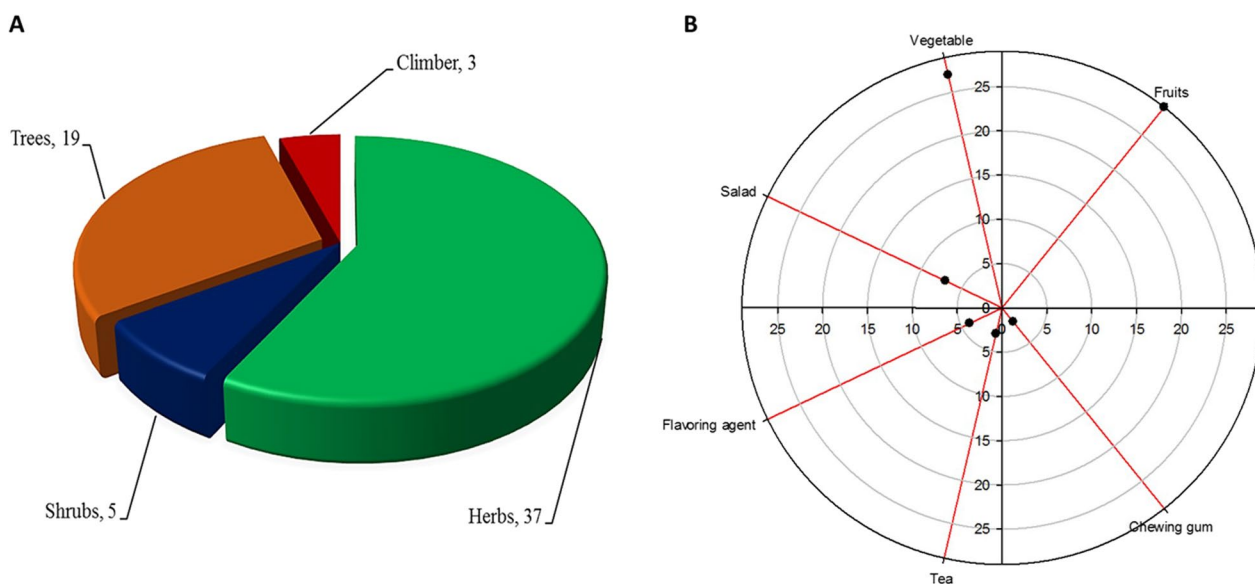 A
Climber, 3
Trees, 19
Shrubs, 5
Herbs, 37
B
Vegetable
Fruits
Salad
Flavoring agent
Tea
Chewing gum
25
20
15
10
5
0
25 20 15 10 5 0 5 10 15 20 25
5
10
15
20
25